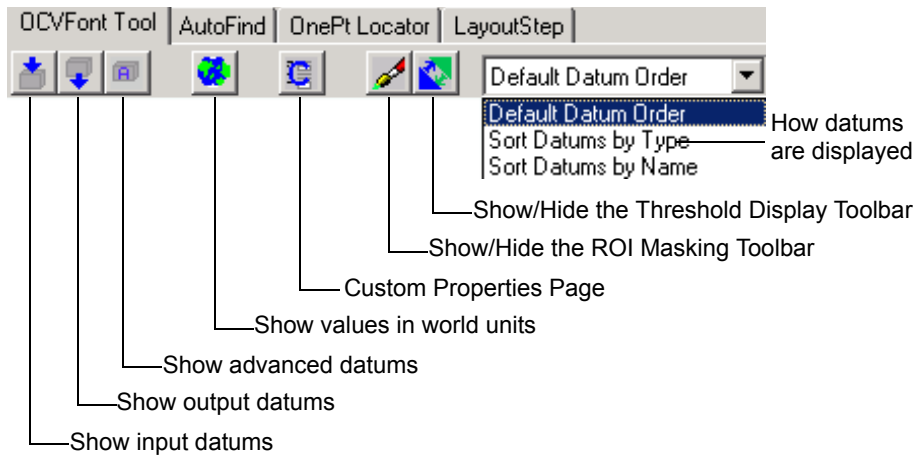 OCVFont Tool AutoFind OnePt Locator LayoutStep
A C Default Datum Order
Default Datum Order
Sort Datums by Type
Sort Datums by Name
How datums
are displayed
Show/Hide the Threshold Display Toolbar
Show/Hide the ROI Masking Toolbar
Custom Properties Page
Show values in world units
Show advanced datums
Show output datums
Show input datums